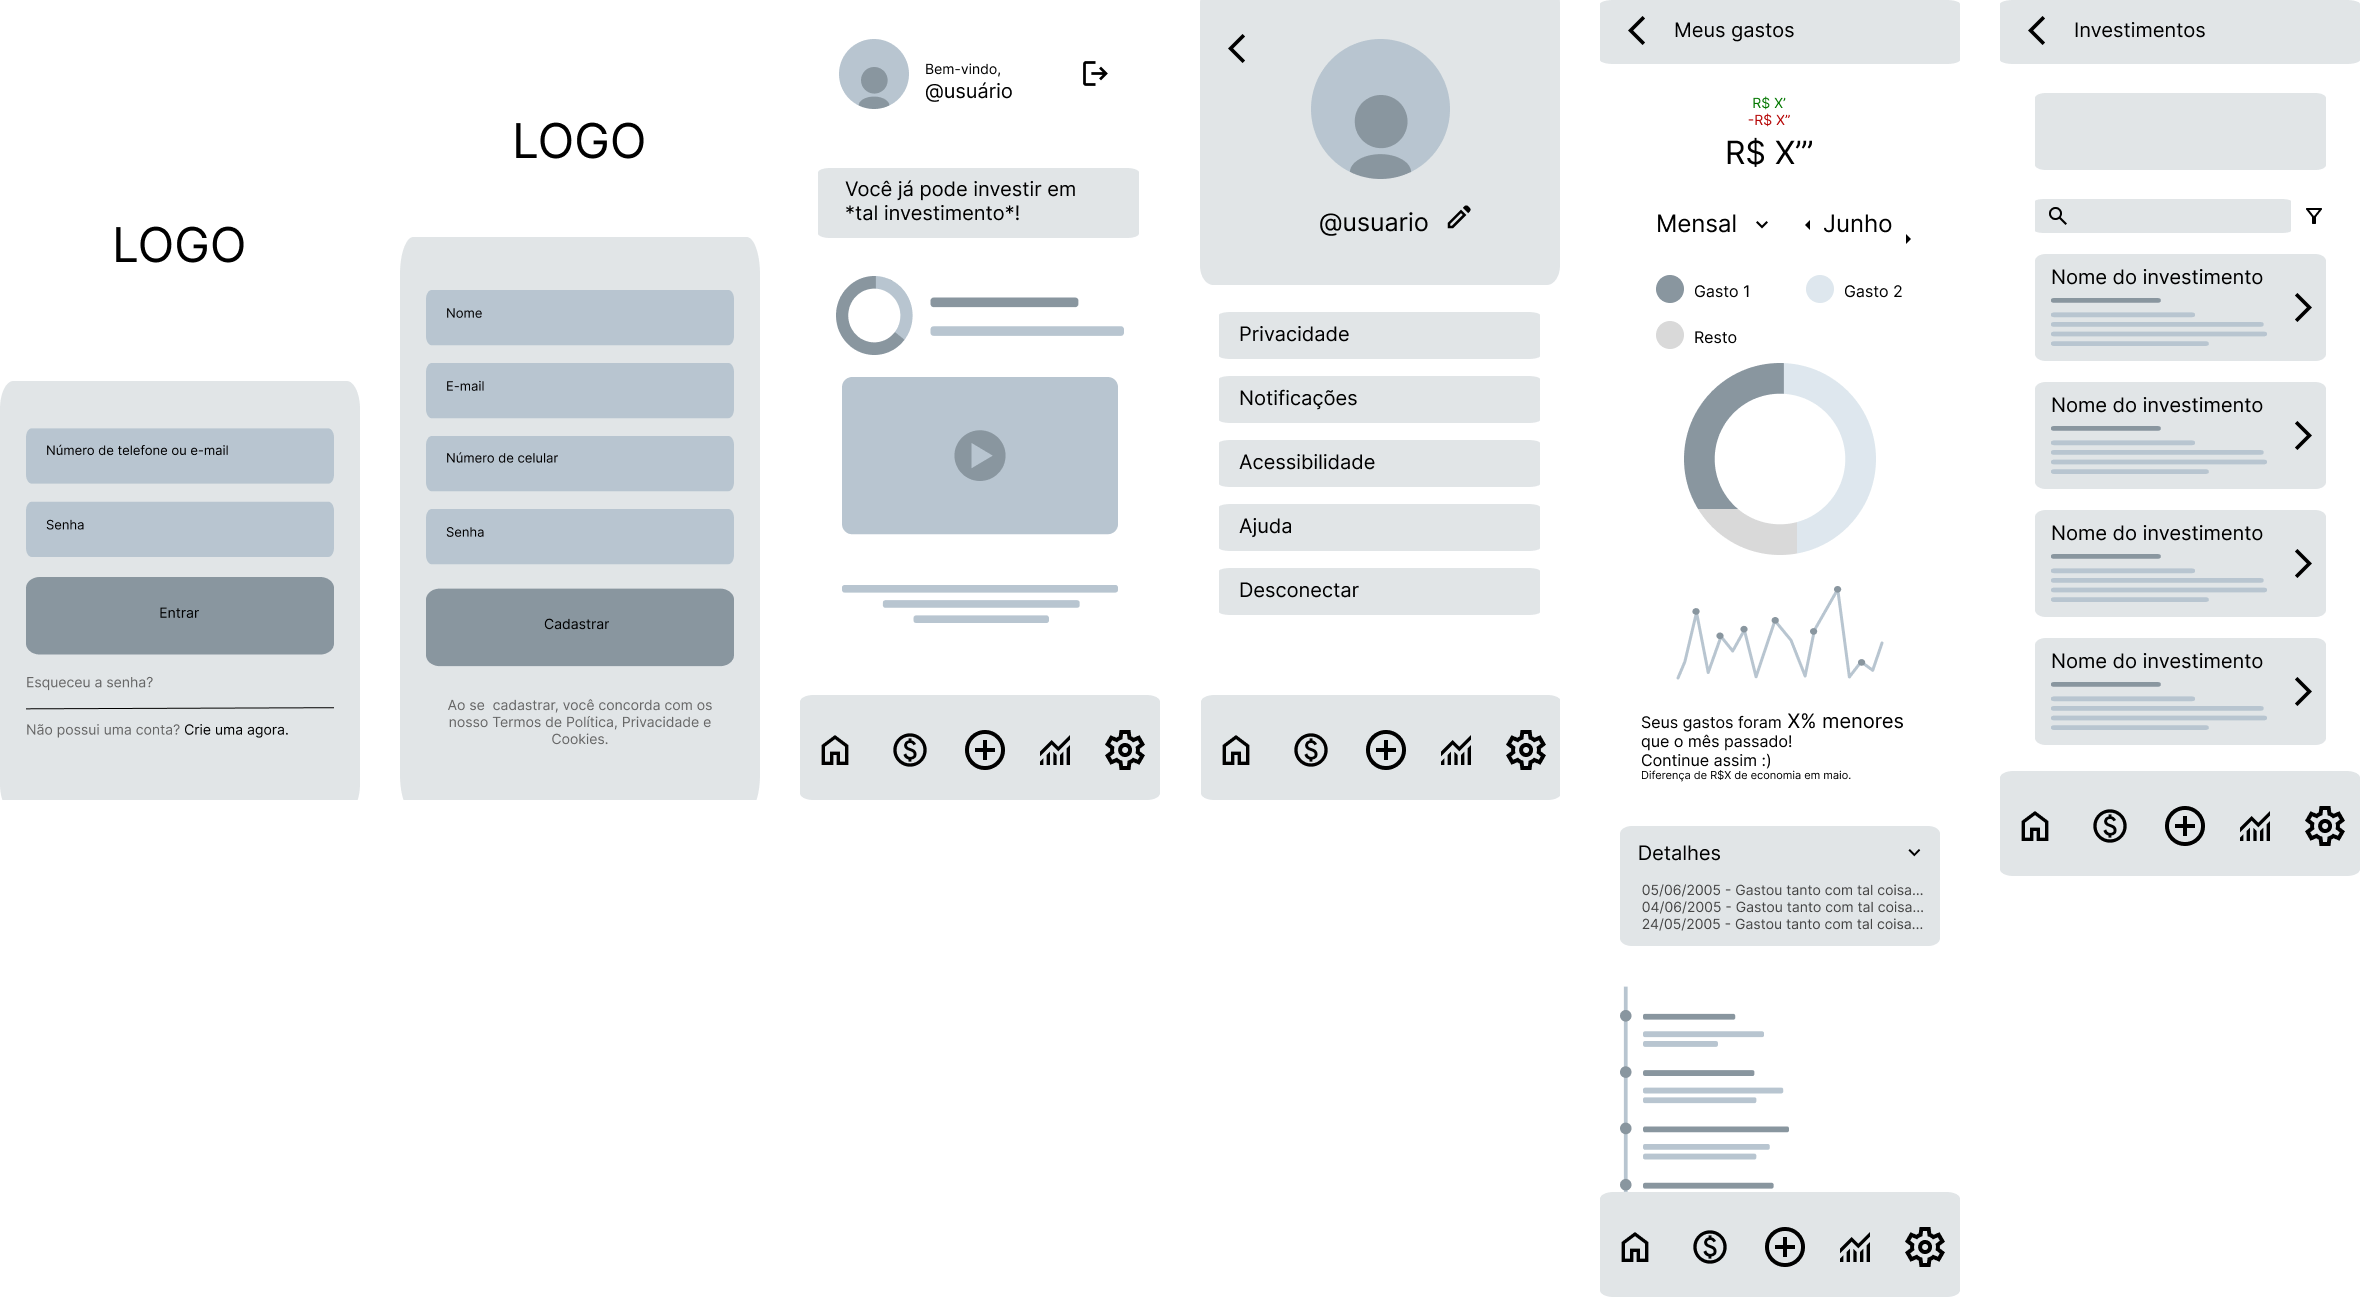 LOGO
Número de telefone ou e-mail
Senha
Entrar
Esqueceu a senha?
Não possui uma conta? Crie uma agora.
LOGO
Nome
E-mail
Número de celular
Senha
Cadastrar
Ao se  cadastrar, você concorda com os
nosso Termos de Política, Privacidade e
Cookies.
Bem-vindo,
@usuário
Você já pode investir em
*tal investimento*!
@usuario
Privacidade
Notificações
Acessibilidade
Ajuda
Desconectar
Meus gastos
R$ X’
-R$ X”
R$ X”’
Mensal
Junho
Gasto 1
Gasto 2
Resto
Seus gastos foram X% menores
que o mês passado!
Continue assim :)
Diferença de R$X de economia em maio.
Detalhes
05/06/2005 - Gastou tanto com tal coisa...
04/06/2005 - Gastou tanto com tal coisa...
24/05/2005 - Gastou tanto com tal coisa...
Investimentos
Nome do investimento
Nome do investimento
Nome do investimento
Nome do investimento